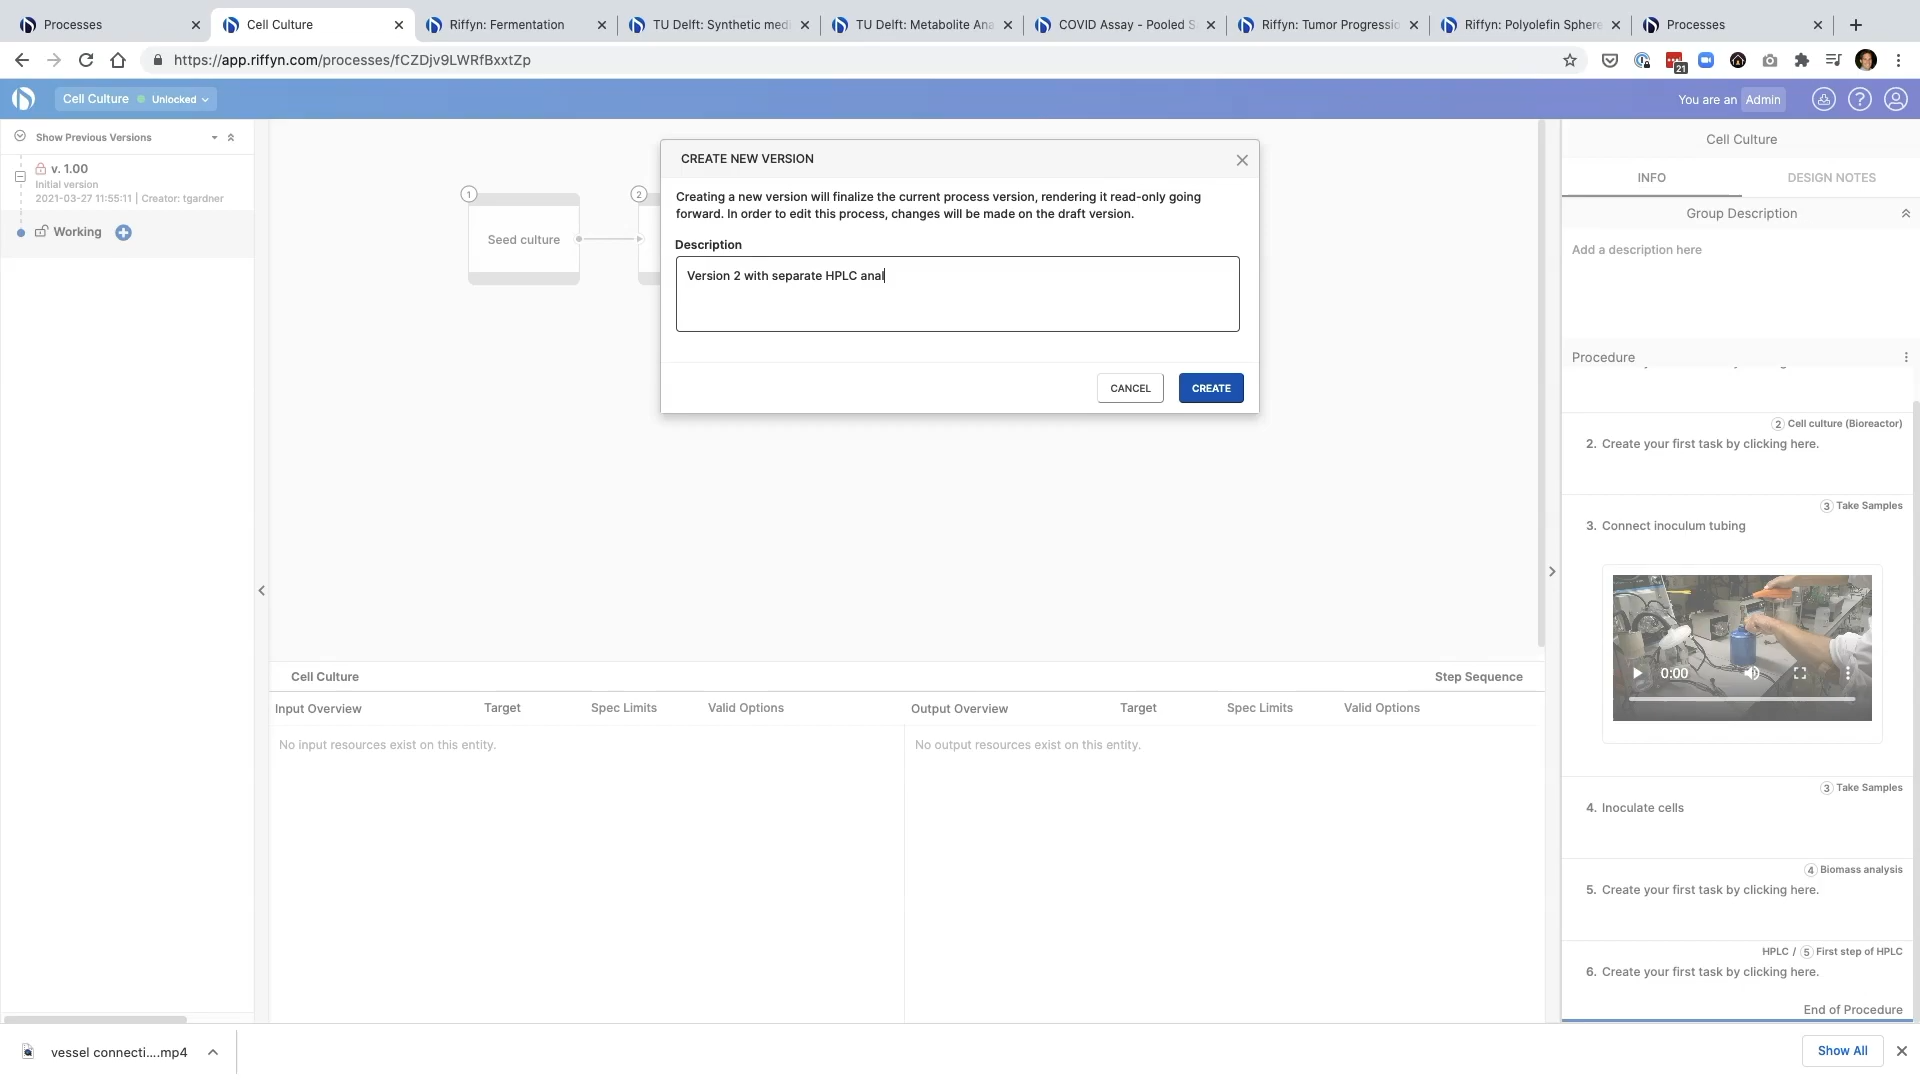 Processes
Cell Culture
Riffyn: Fermentation
TU Delft: Synthetic medi
TU Delft: Metabolite Ana
COVID Assay - Pooled S
Riffyn: Tumor Progressio
Riffyn: Polyolefin Sphere
Processes
https://app.riffyn.com/processes/fCZDjv9LWRfBxxtZp
21
Cell Culture Unlocked
You are an Admin
Show Previous Versions
v. 1.00
Initial version
2021-03-27 11:55:11 | Creator: tgardner
Working
1
Seed culture
2
CREATE NEW VERSION
Creating a new version will finalize the current process version, rendering it read-only going
forward. In order to edit this process, changes will be made on the draft version.
Description
Version 2 with separate HPLC anal
CANCEL
CREATE
Cell Culture
INFO
DESIGN NOTES
Group Description
Add a description here
Procedure
2 Cell culture (Bioreactor)
2. Create your first task by clicking here.
3 Take Samples
3. Connect inoculum tubing
0:00
3 Take Samples
4. Inoculate cells
4 Biomass analysis
5. Create your first task by clicking here.
HPLC / 5 First step of HPLC
6. Create your first task by clicking here.
End of Procedure
Cell Culture
Step Sequence
Input Overview Target Spec Limits Valid Options
Output Overview Target Spec Limits Valid Options
No input resources exist on this entity.
No output resources exist on this entity.
vessel connecti....mp4
Show All